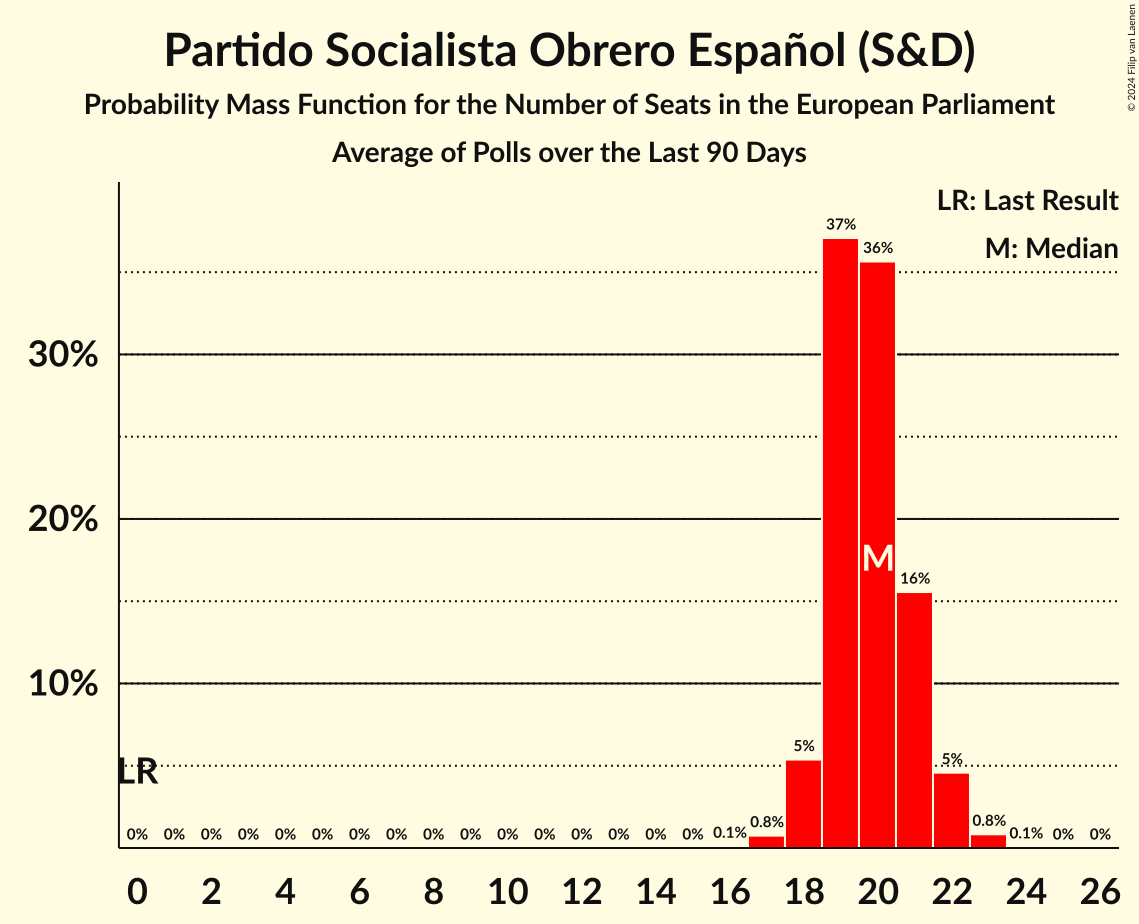 Partido Socialista Obrero Español (S&D)
Probability Mass Function for the Number of Seats in the European Parliament
Average of Polls over the Last 90 Days
© 2024 Filip van Laenen
LR: Last Result
M: Median
37%
36%
30%
20%
M
16%
10%
5%
5%
LR
0% 0% 0% 0% 0% 0% 0% 0% 0% 0% 0% 0% 0% 0% 0% 0% 0.1% 0.8% 0.8% 0.1% 0% 0%
0 2 4 6 8 10 12 14 16 18 20 22 24 26